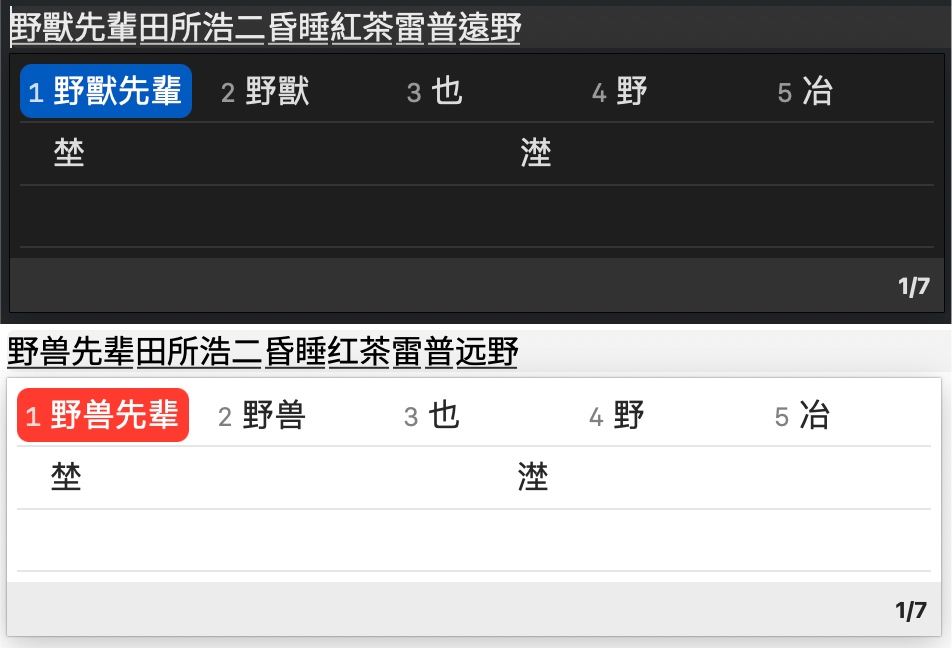 野獸先輩田所浩二昏睡紅茶雷普遠野
1 野獸先輩 2 野獸 3 也 4 野 5 冶
埜 漜
1/7
野兽先辈田所浩二昏睡红茶雷普远野
1 野兽先辈 2 野兽 3 也 4 野 5 冶
埜 漜
1/7